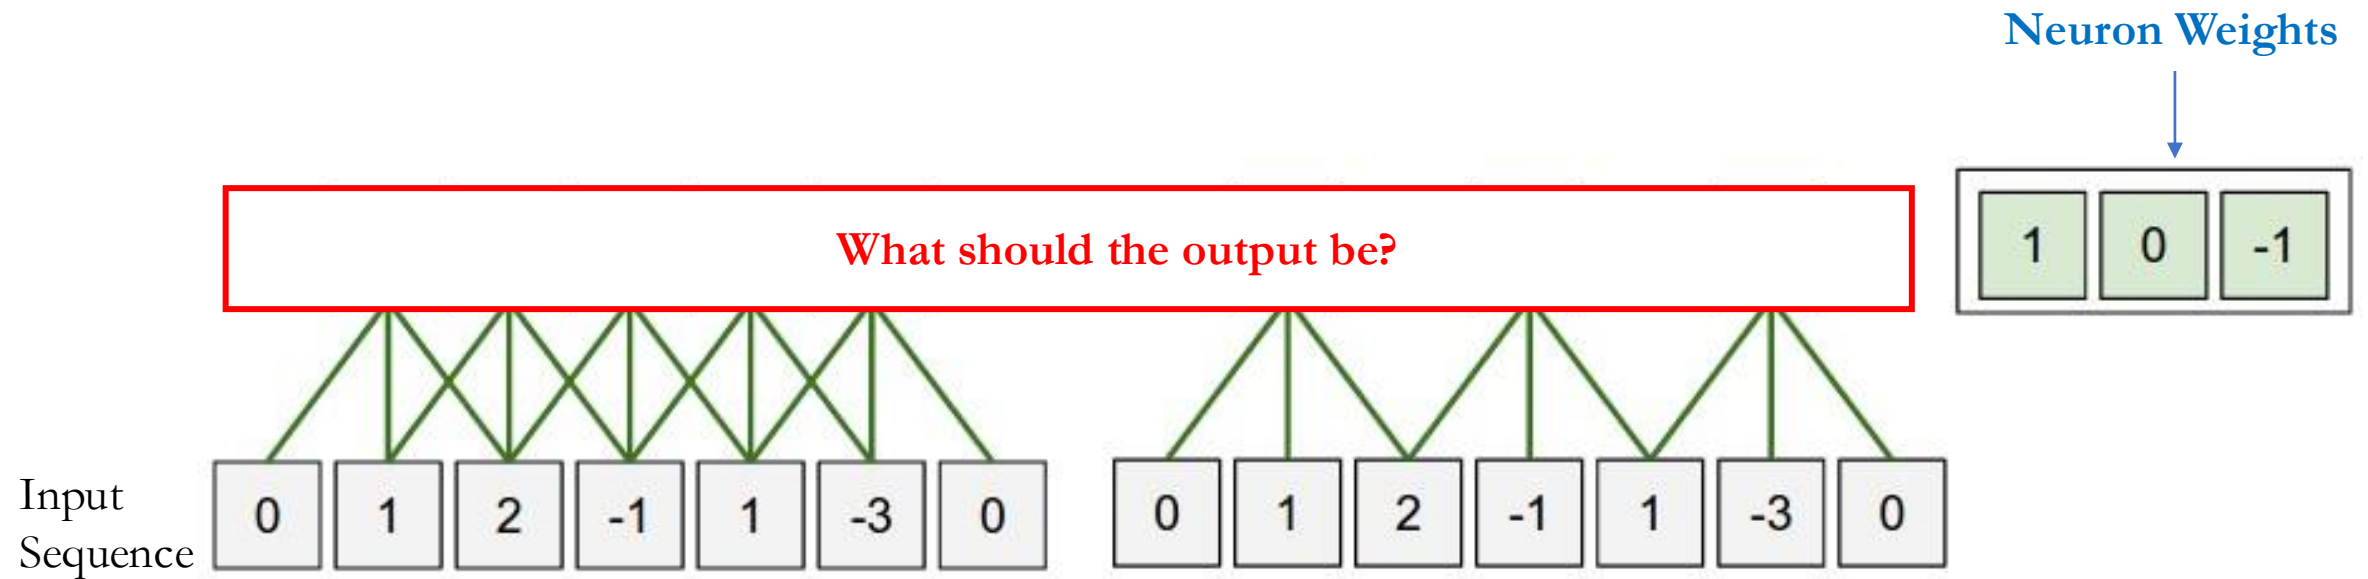 Neuron Weights
What should the output be?
1 0 -1
Input
Sequence
0 1 2 -1 1 -3 0
0 1 2 -1 1 -3 0